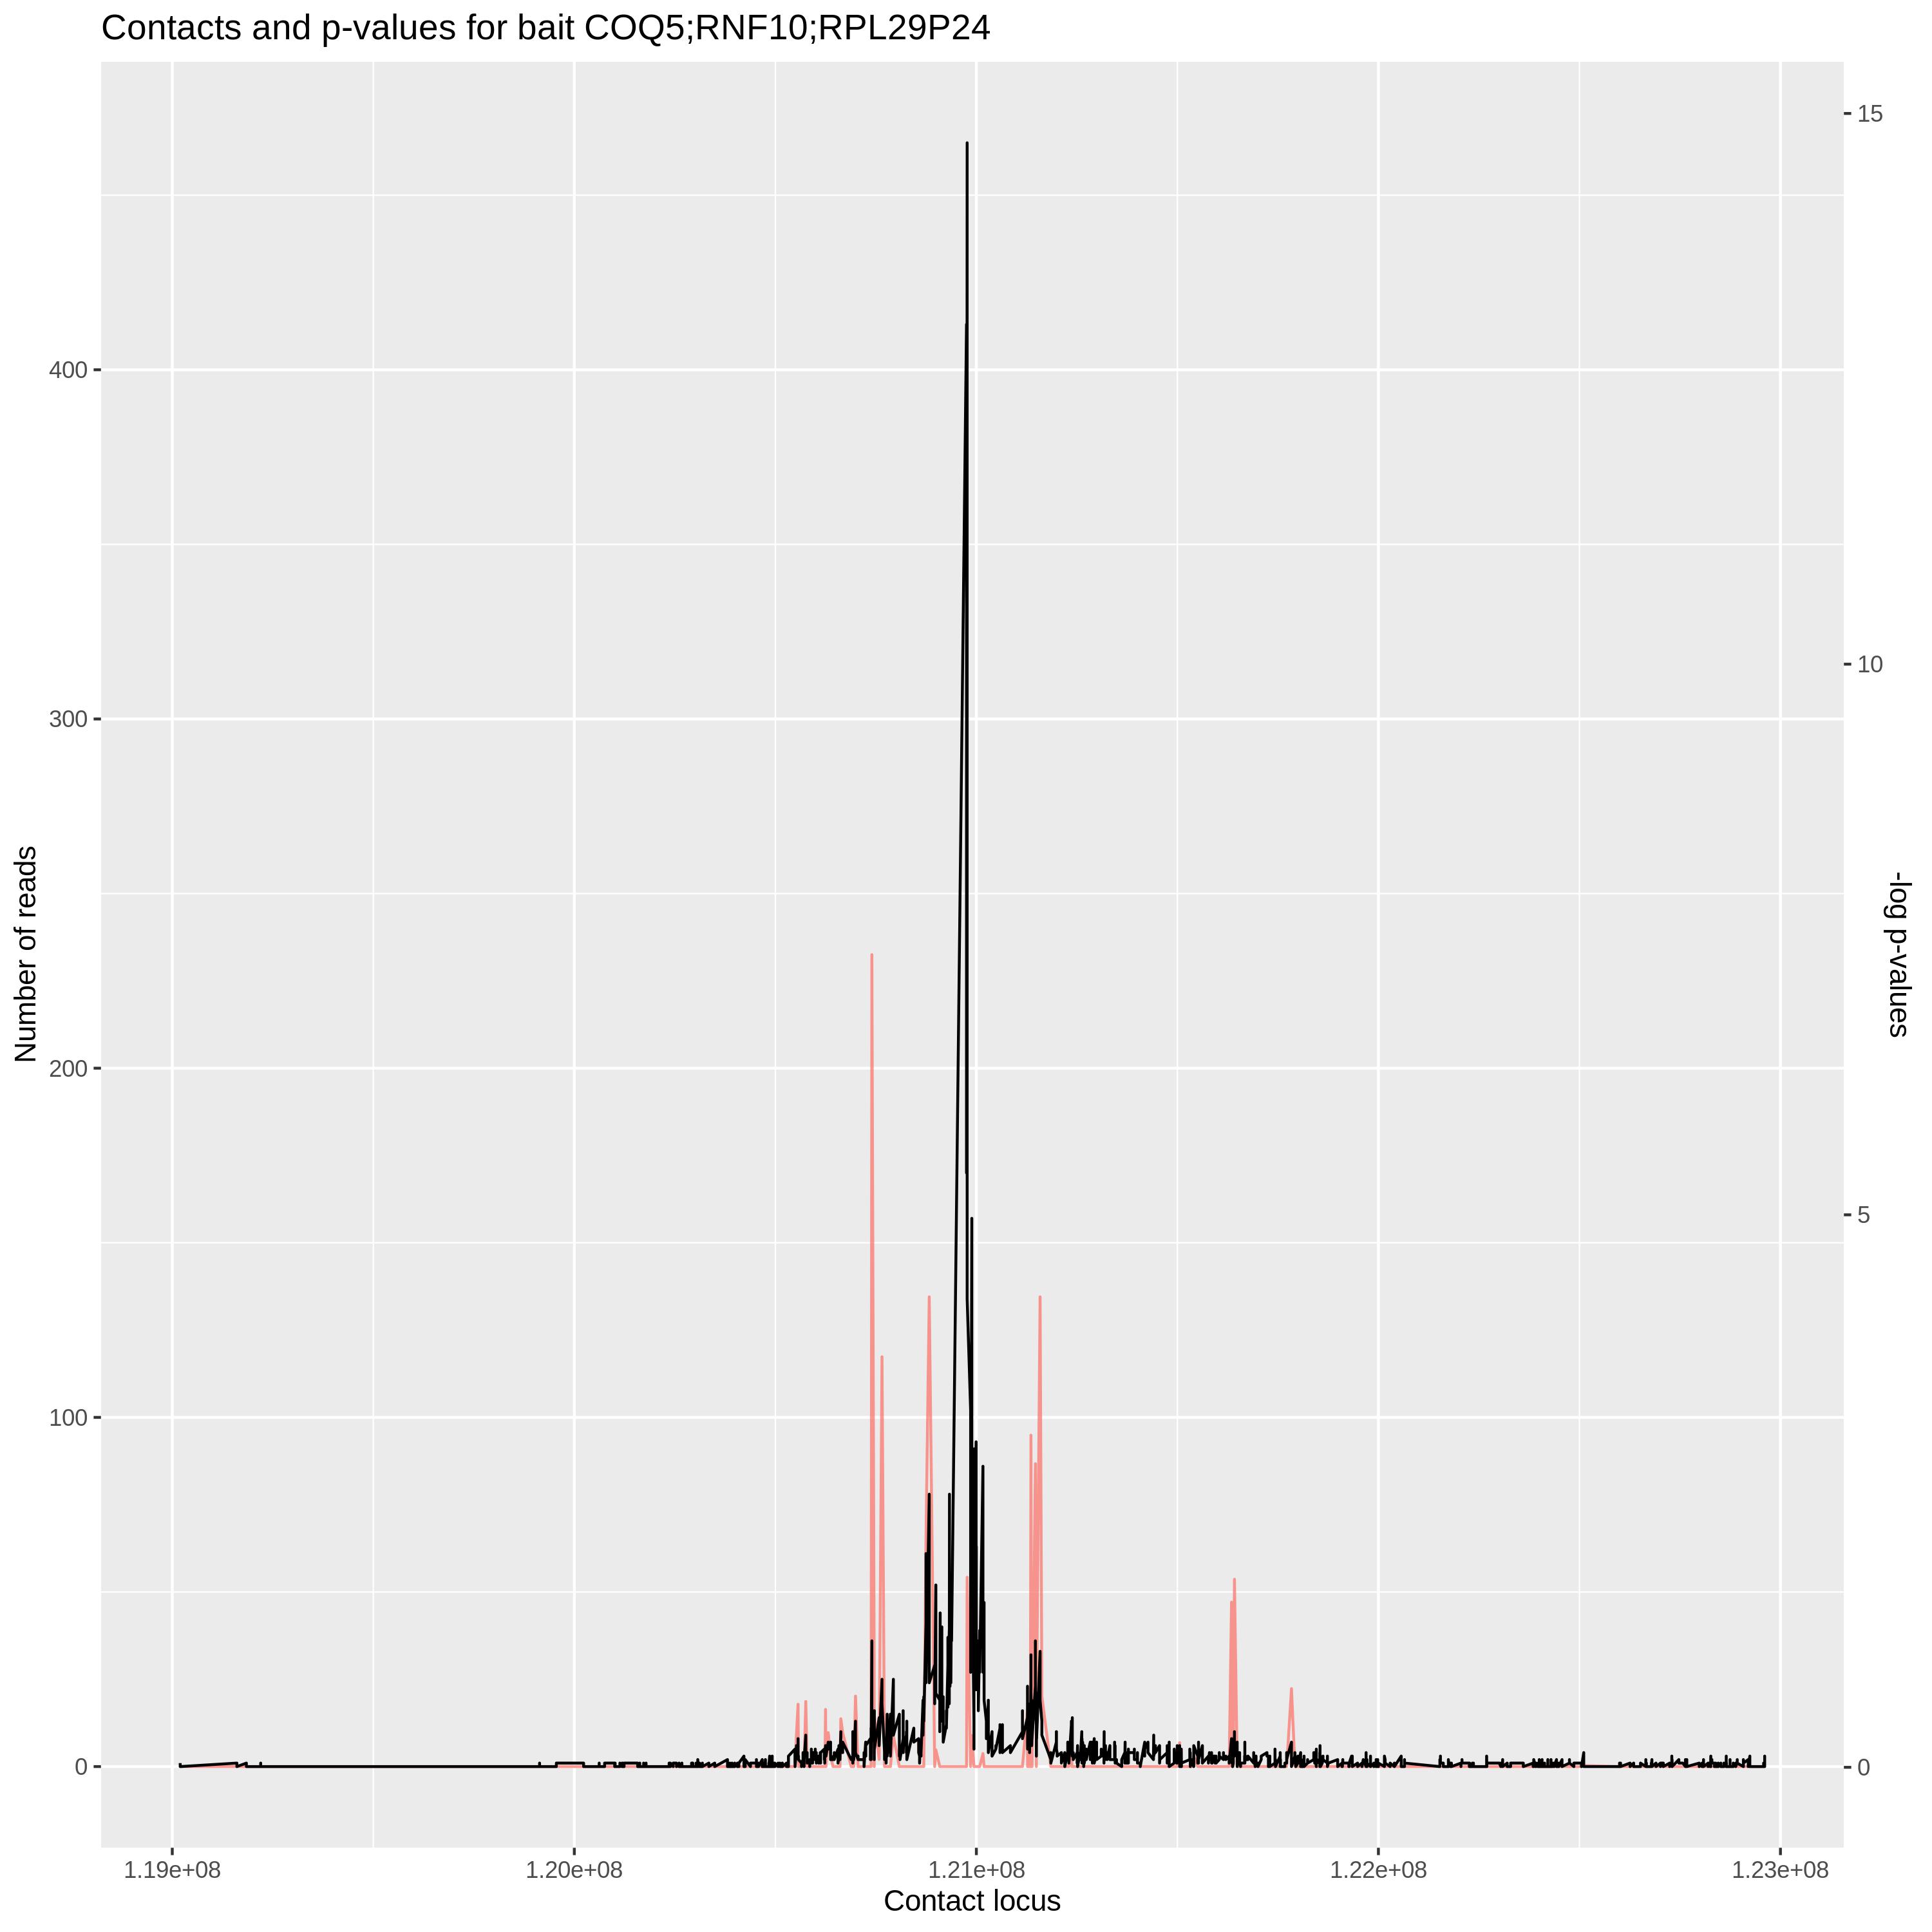 Contacts and p-values for bait COQ5;RNF10;RPL29P24
15
400
10
300
Number of reads
-log p-values
200
5
100
0
0
1.19e+08
1.20e+08
1.21e+08
1.22e+08
1.23e+08
Contact locus